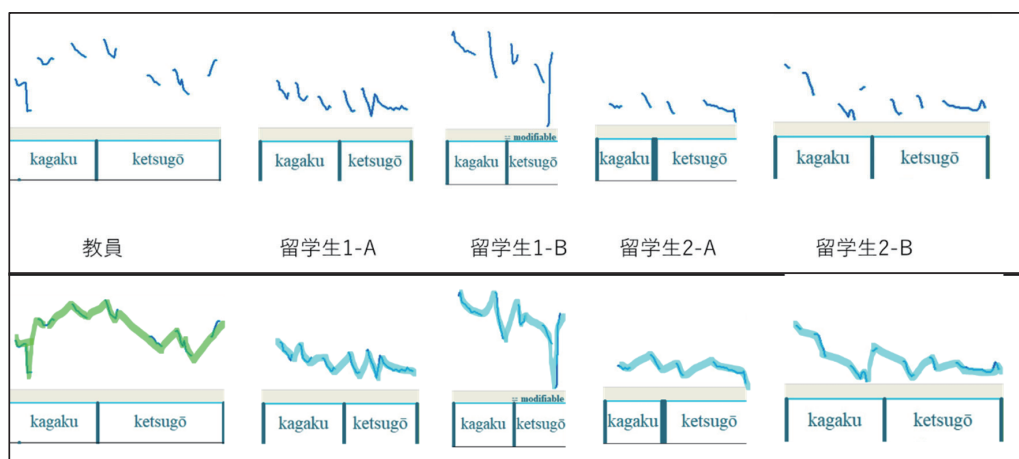 modifiable
kagaku ketsugō kagaku ketsugō kagaku ketsugō kagaku ketsugō kagaku ketsugō
教員 留学生1-A 留学生1-B 留学生2-A 留学生2-B
modifiable
kagaku ketsugō kagaku ketsugō kagaku ketsugō kagaku ketsugō kagaku ketsugō